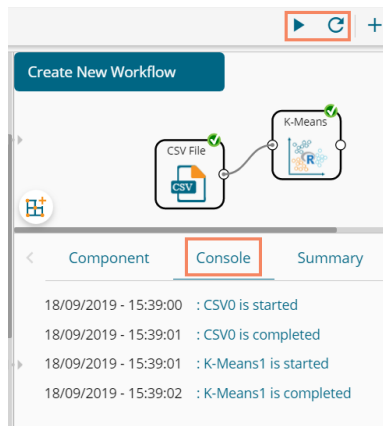 Create New Workflow
K-Means
R
CSV File
CSV
Component Console Summary
18/09/2019 - 15:39:00 : CSV0 is started
18/09/2019 - 15:39:01 : CSV0 is completed
18/09/2019 - 15:39:01 : K-Means1 is started
18/09/2019 - 15:39:02 : K-Means1 is completed